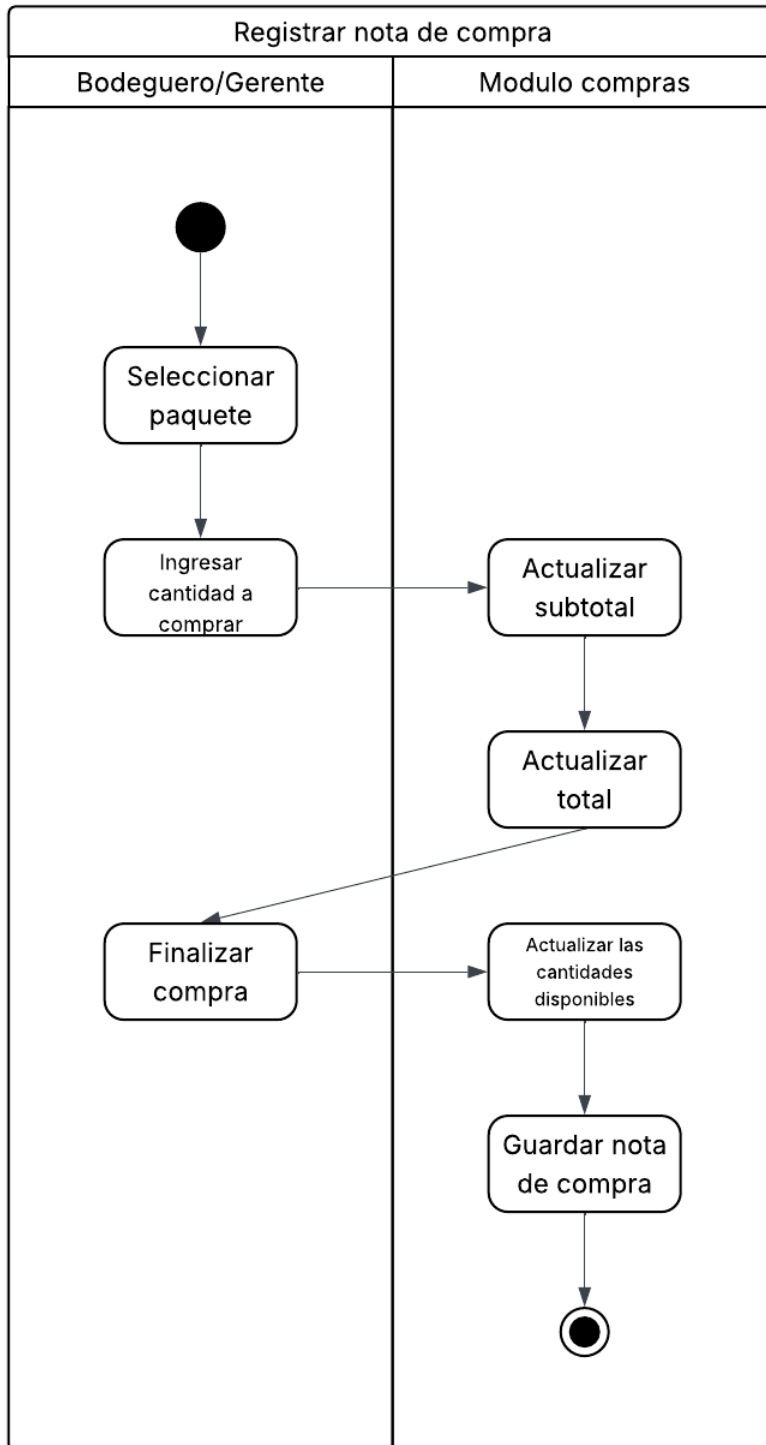 Registrar nota de compra
Bodeguero/Gerente
Modulo compras
Seleccionar
paquete
Ingresar
cantidad a
comprar
Actualizar
subtotal
Actualizar
total
Finalizar
compra
Actualizar las
cantidades
disponibles
Guardar nota
de compra